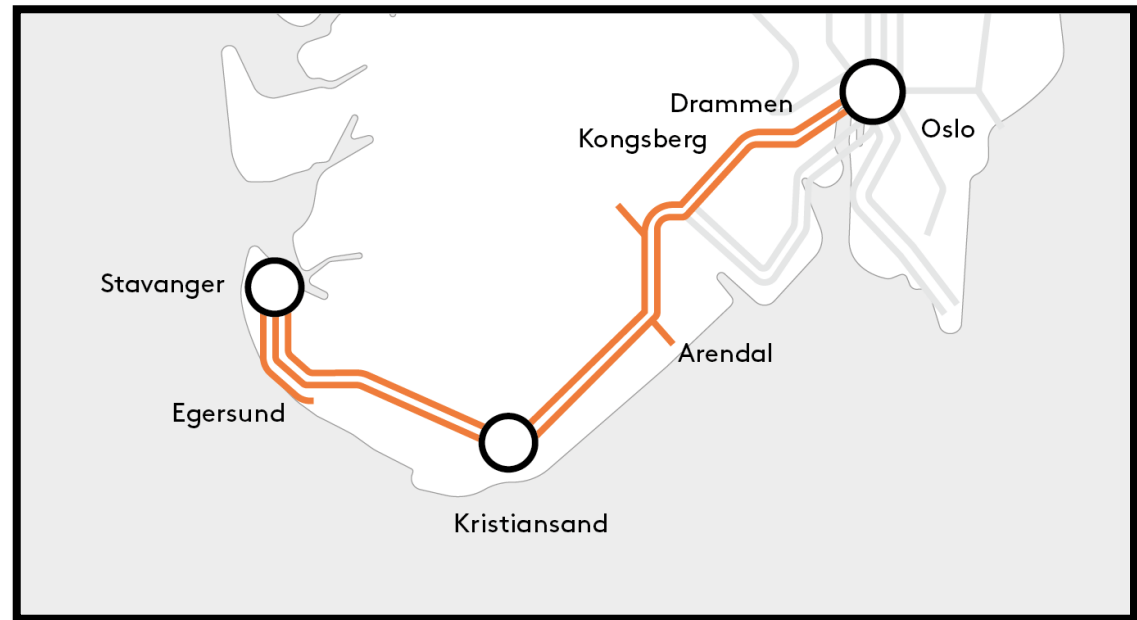 Drammen
Kongsberg
Oslo
Stavanger
Arendal
Egersund
Kristiansand